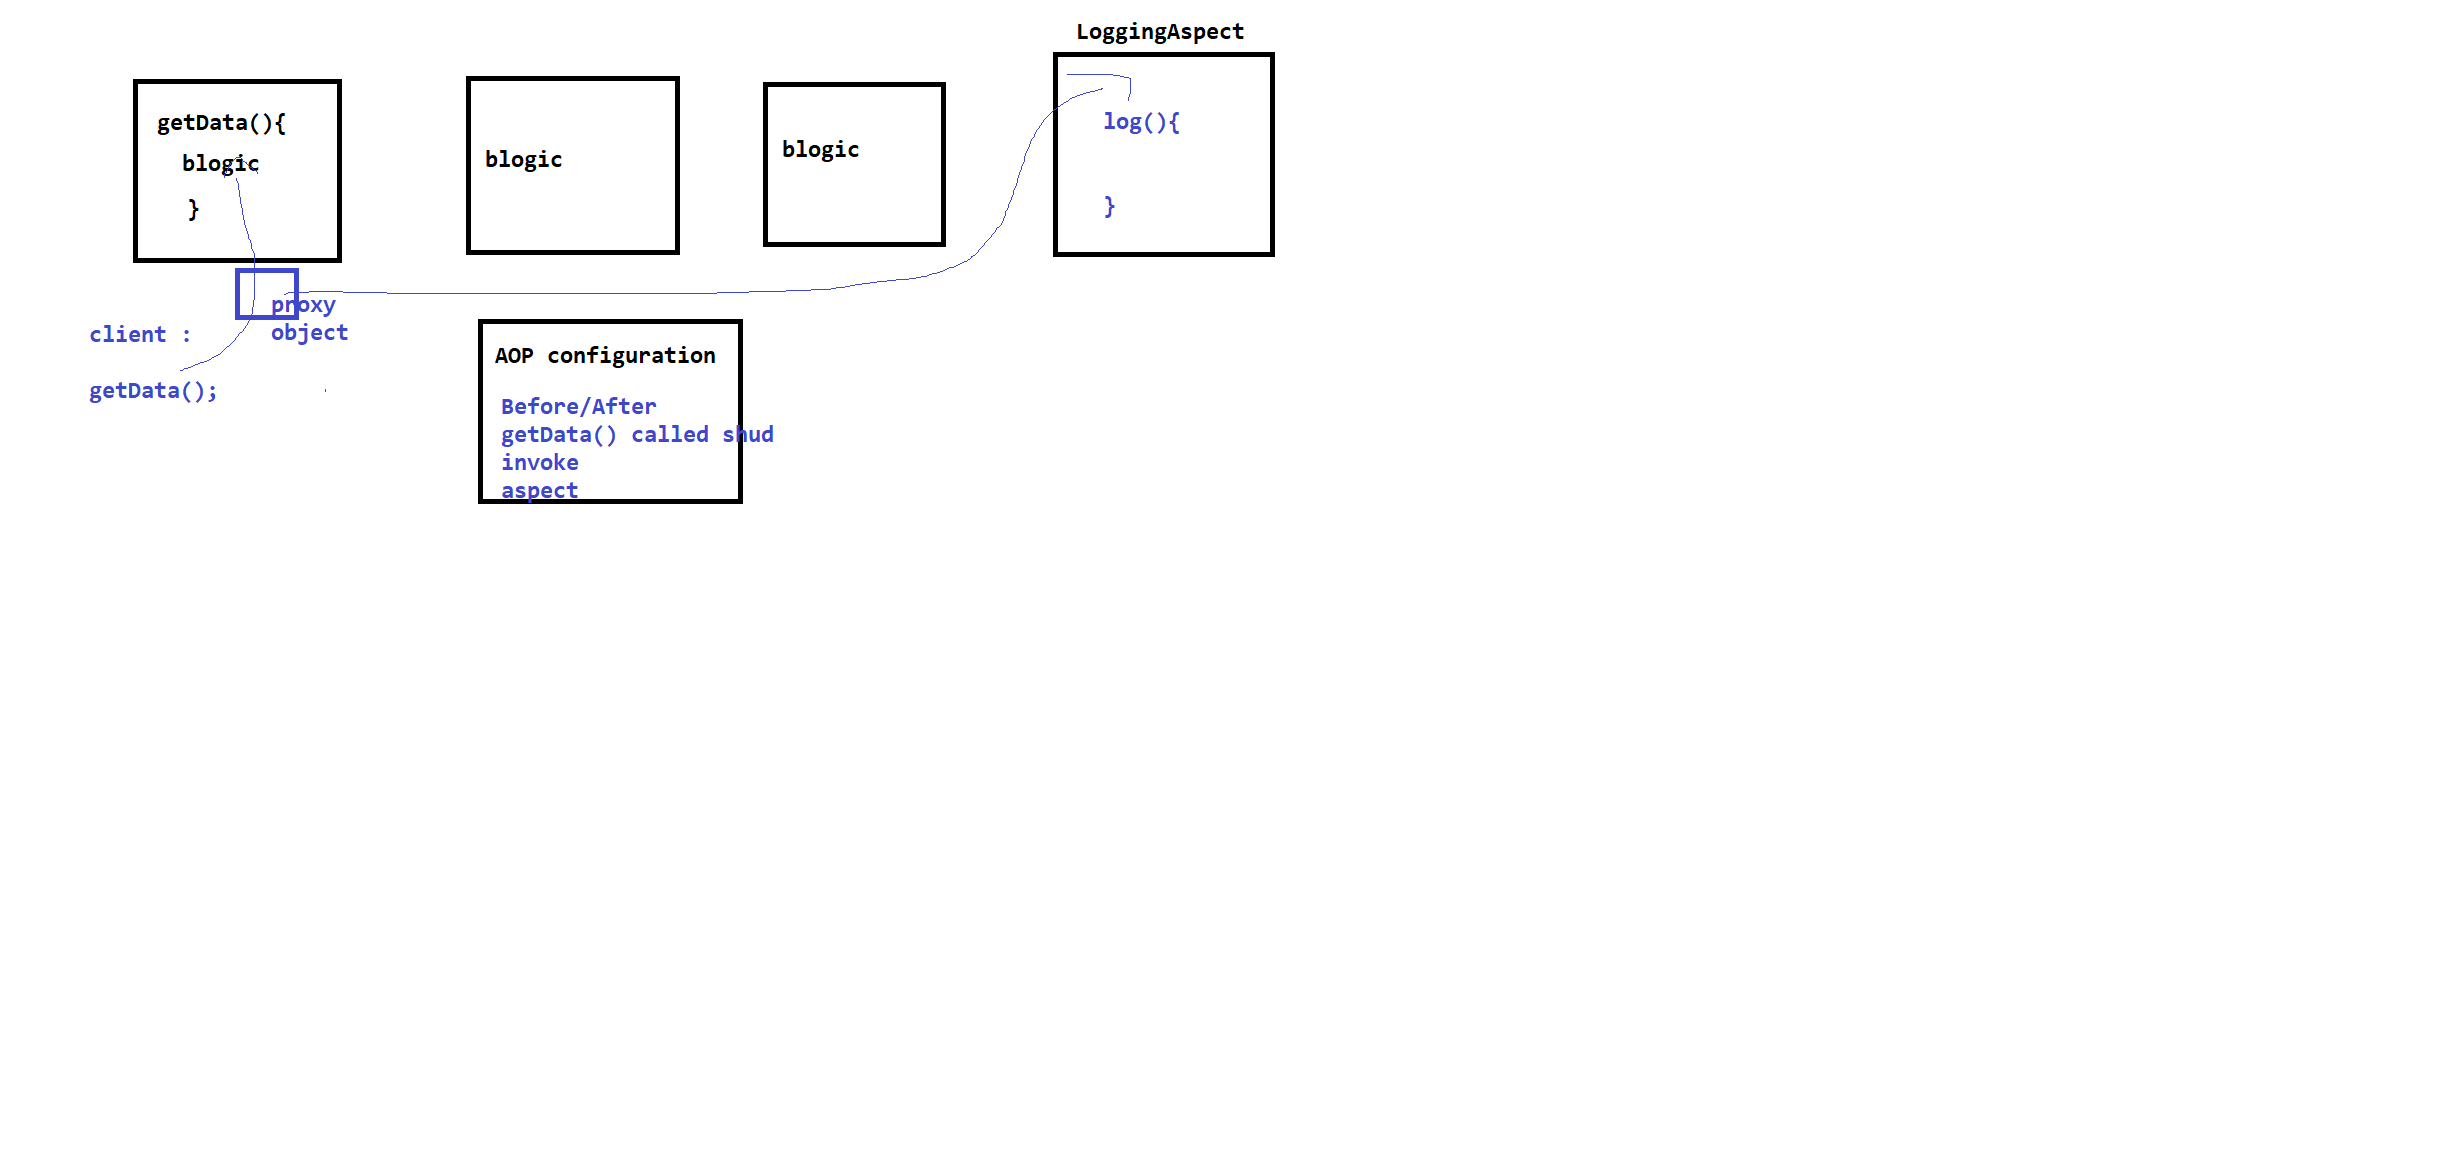 LoggingAspect
getData(){
blogic
}
blogic
blogic
log(){
}
proxy
object
client :
getData();
AOP configuration
Before/After
getData() called shud
invoke
aspect